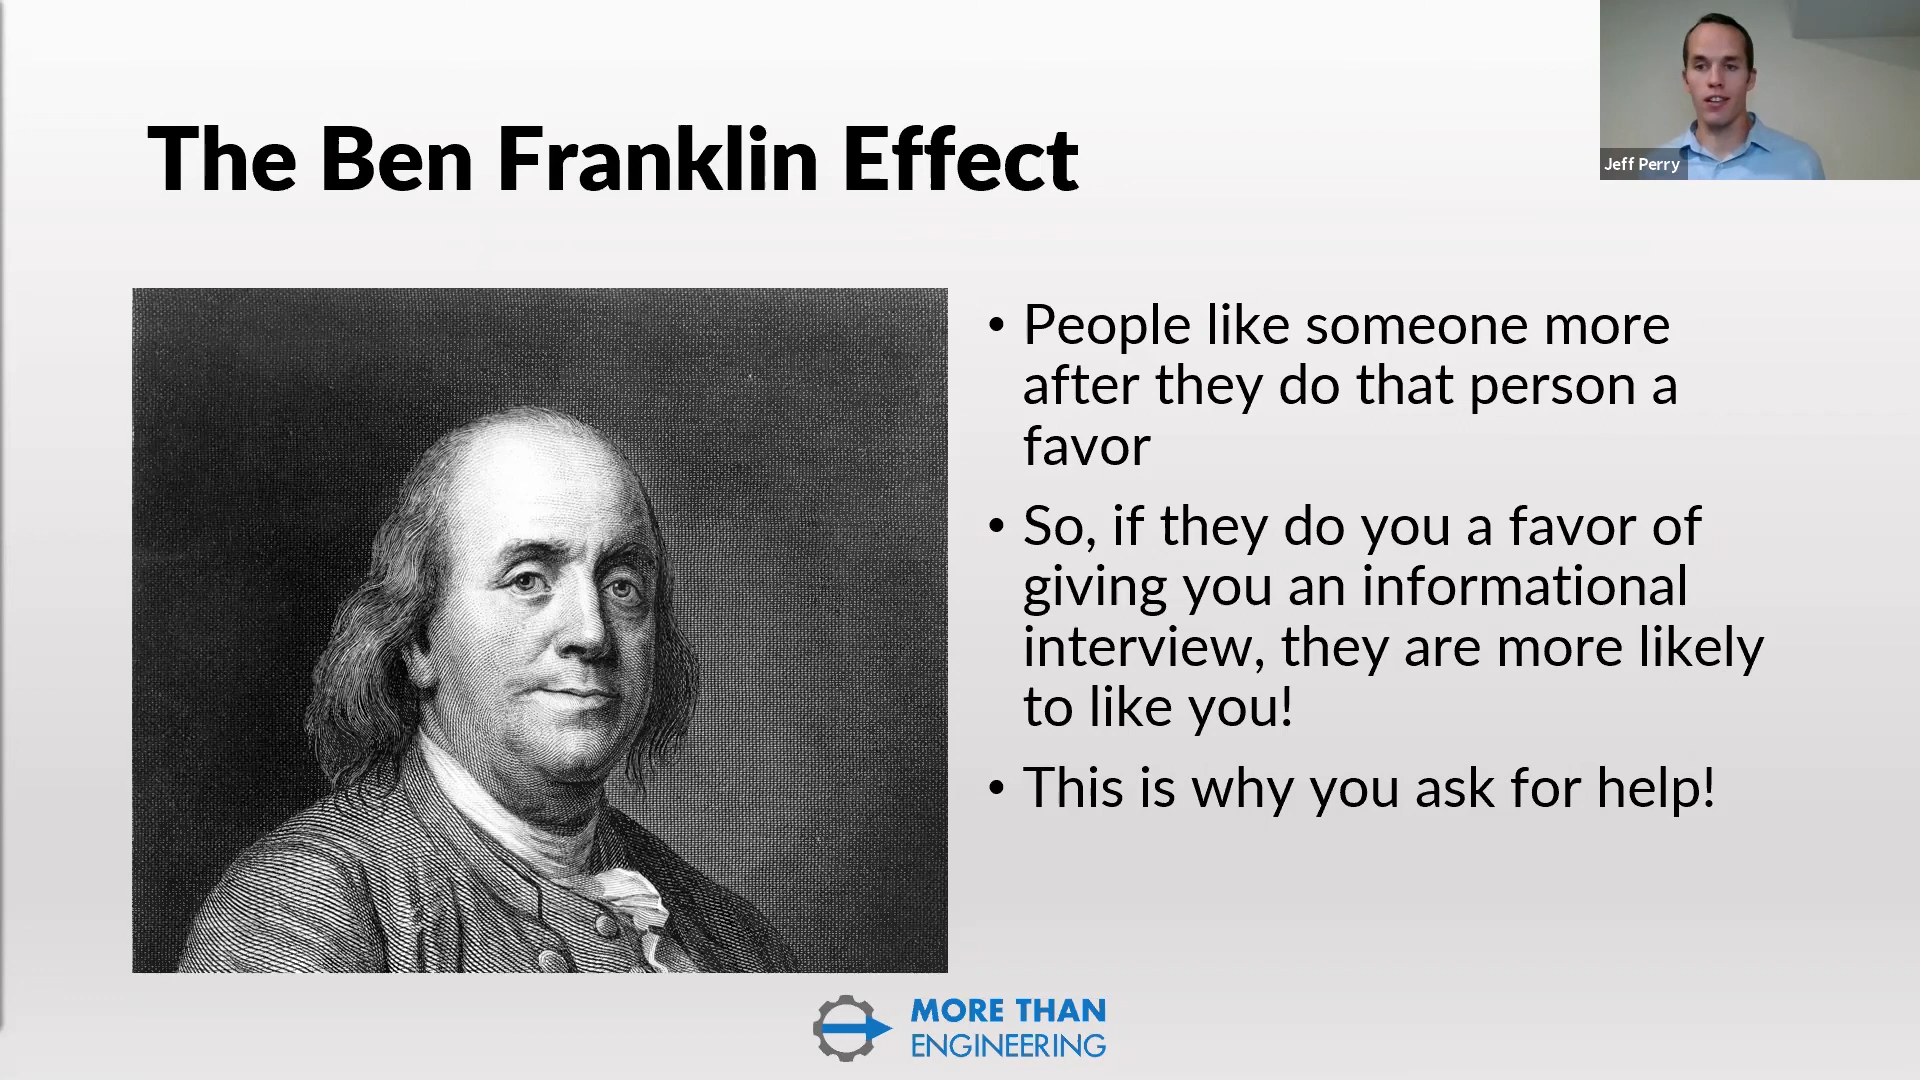 The Ben Franklin Effect
Jeff Perry
• People like someone more
after they do that person a
favor
• So, if they do you a favor of
giving you an informational
interview, they are more likely
to like you!
• This is why you ask for help!
MORE THAN
ENGINEERING